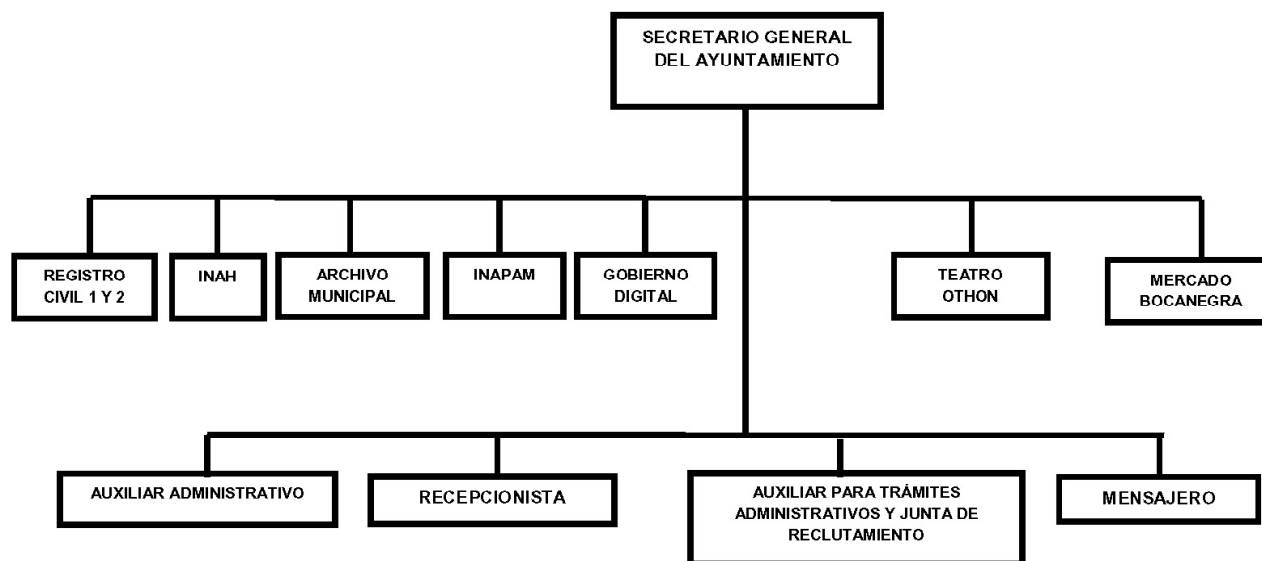 SECRETARIO GENERAL
DEL AYUNTAMIENTO
REGISTRO
CIVIL 1 Y 2
INAH
ARCHIVO
MUNICIPAL
INAPAM
GOBIERNO
DIGITAL
TEATRO
OTHON
MERCADO
BOCANEGRA
AUXILIAR ADMINISTRATIVO
RECEPCIONISTA
AUXILIAR PARA TRÁMITES
ADMINISTRATIVOS Y JUNTA DE
RECLUTAMIENTO
MENSAJERO